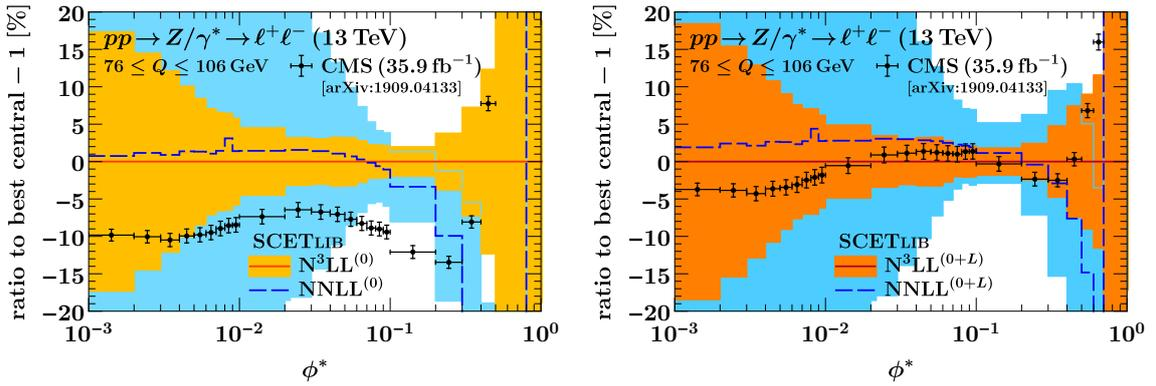 ratio to best central − 1 [%]
20
15
10
5
0
−5
−10
−15
−20
pp → Z/γ* → ℓ⁺ℓ⁻ (13 TeV)
76 ≤ Q ≤ 106 GeV
CMS (35.9 fb⁻¹)
[arXiv:1909.04133]
SCETLIB
N³LL⁽⁰⁾
NNLL⁽⁰⁾
10⁻³ 10⁻² 10⁻¹ 10⁰
ϕ*
ratio to best central − 1 [%]
20
15
10
5
0
−5
−10
−15
−20
pp → Z/γ* → ℓ⁺ℓ⁻ (13 TeV)
76 ≤ Q ≤ 106 GeV
CMS (35.9 fb⁻¹)
[arXiv:1909.04133]
SCETLIB
N³LL⁽⁰⁺ᴸ⁾
NNLL⁽⁰⁺ᴸ⁾
10⁻³ 10⁻² 10⁻¹ 10⁰
ϕ*